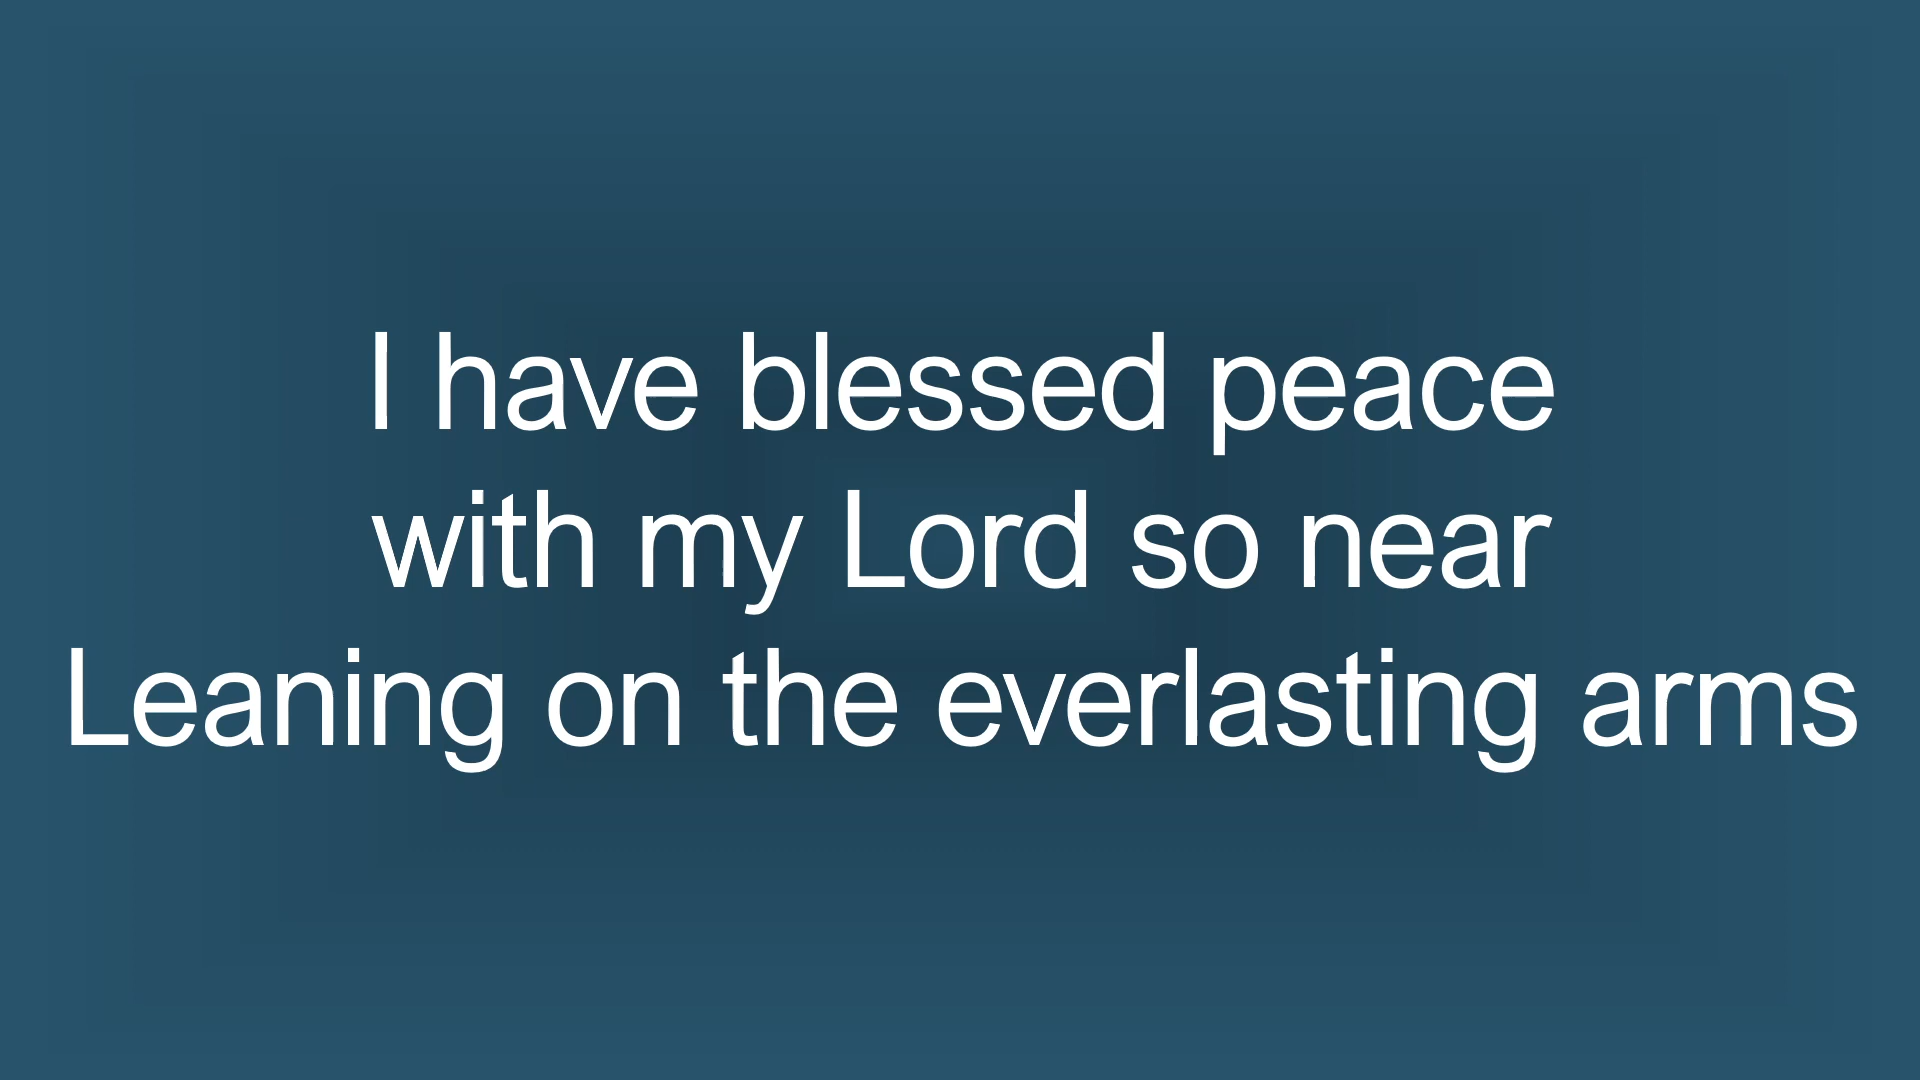 I have blessed peace
with my Lord so near
Leaning on the everlasting arms